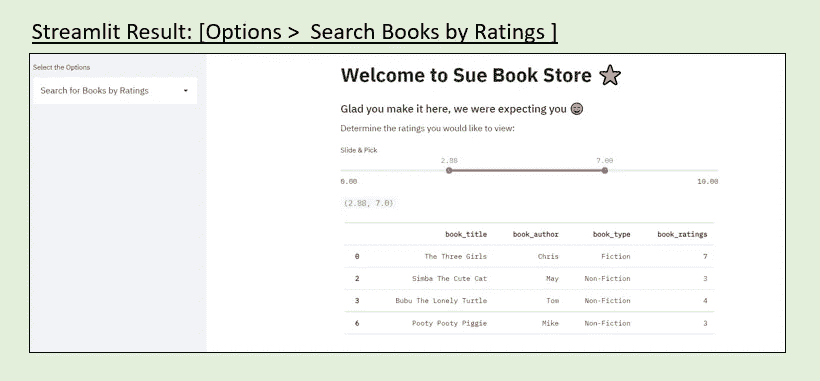 Streamlit Result: [Options > Search Books by Ratings ]
Select the Options
Search for Books by Ratings
Welcome to Sue Book Store
Glad you make it here, we were expecting you
Determine the ratings you would like to view:
Slide & Pick
2.88 7.00
0.00 10.00
(2.88, 7.0)
book_title book_author book_type book_ratings
0 The Three Girls Chris Fiction 7
2 Simba The Cute Cat May Non-Fiction 3
3 Bubu The Lonely Turtle Tom Non-Fiction 4
6 Pooty Pooty Piggie Mike Non-Fiction 3